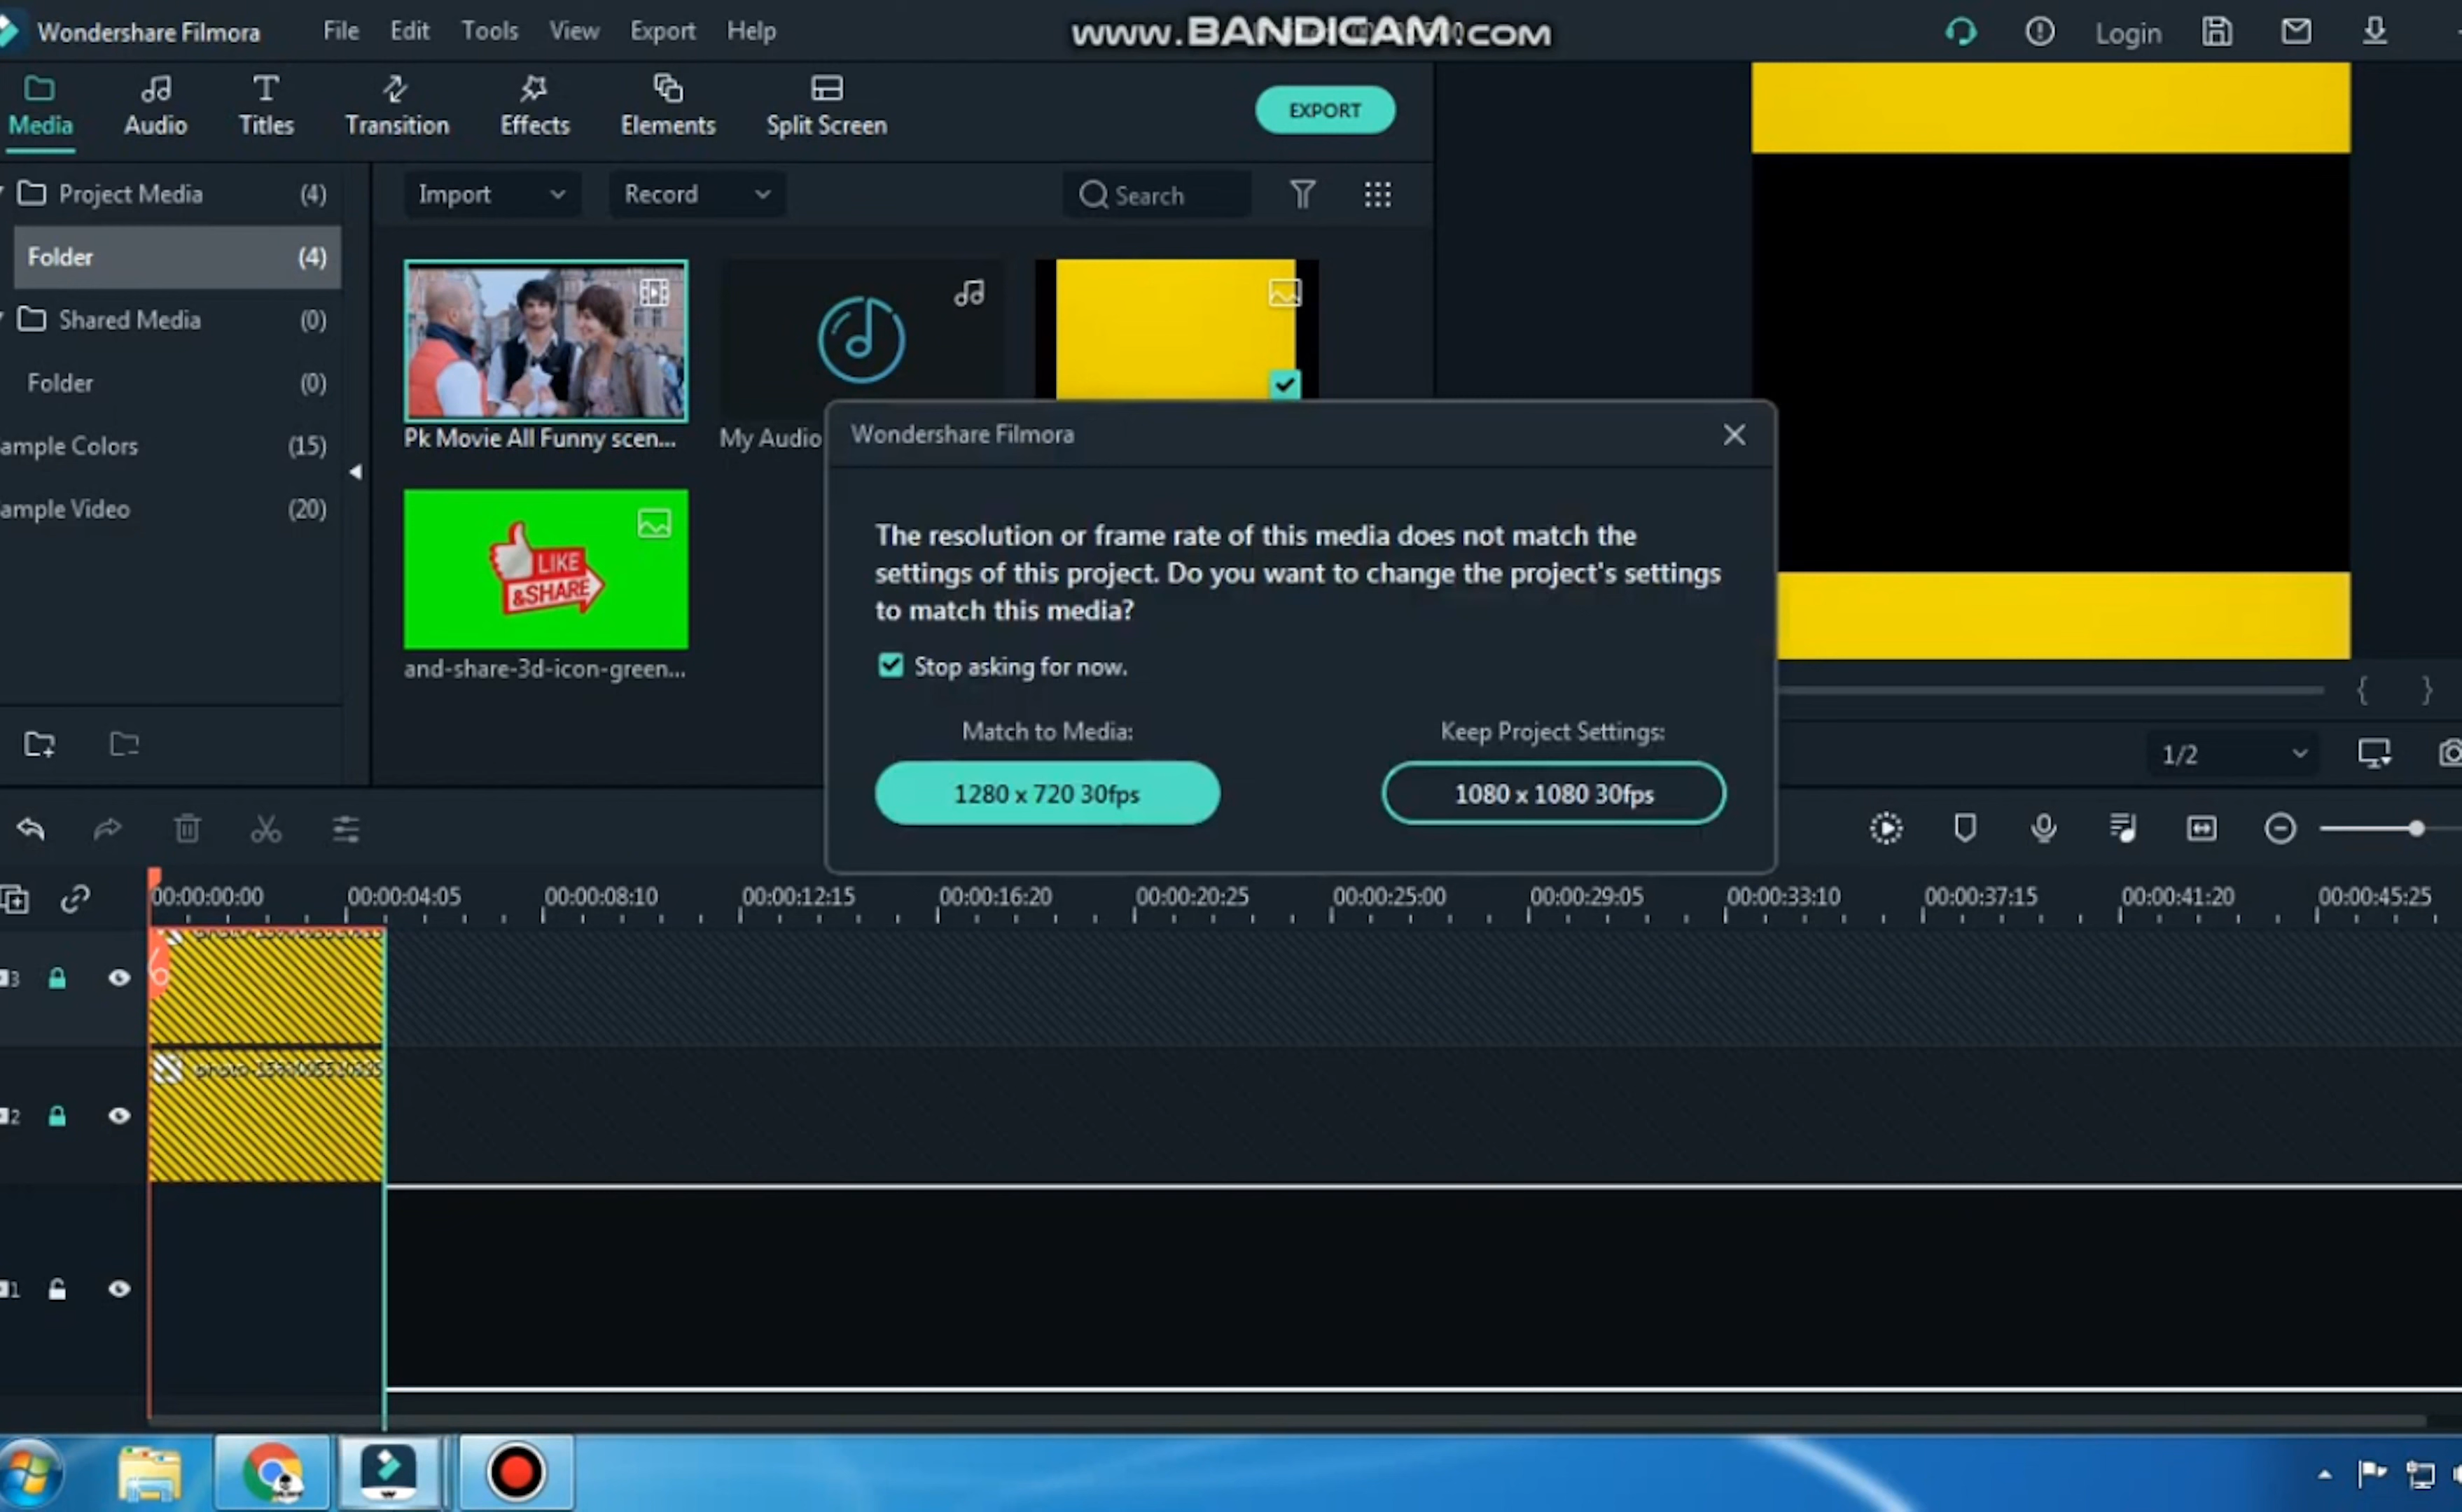 Wondershare Filmora File Edit Tools View Export Help
www.BANDICAM.com
Login
Media Audio Titles Transition Effects Elements Split Screen
EXPORT
Project Media (4)
Import Record Search
Folder (4)
Shared Media (0)
Folder (0)
ample Colors (15)
ample Video (20)
LIKE
&SHARE
Pk Movie All Funny scen...
My Audio
and-share-3d-icon-green...
Wondershare Filmora
The resolution or frame rate of this media does not match the
settings of this project. Do you want to change the project's settings
to match this media?
Stop asking for now.
Match to Media: Keep Project Settings:
1280 x 720 30fps 1080 x 1080 30fps
{ }
1/2
00:00:00:00 00:00:04:05 00:00:08:10 00:00:12:15 00:00:16:20 00:00:20:25 00:00:25:00 00:00:29:05 00:00:33:10 00:00:37:15 00:00:41:20 00:00:45:25
3
2
1